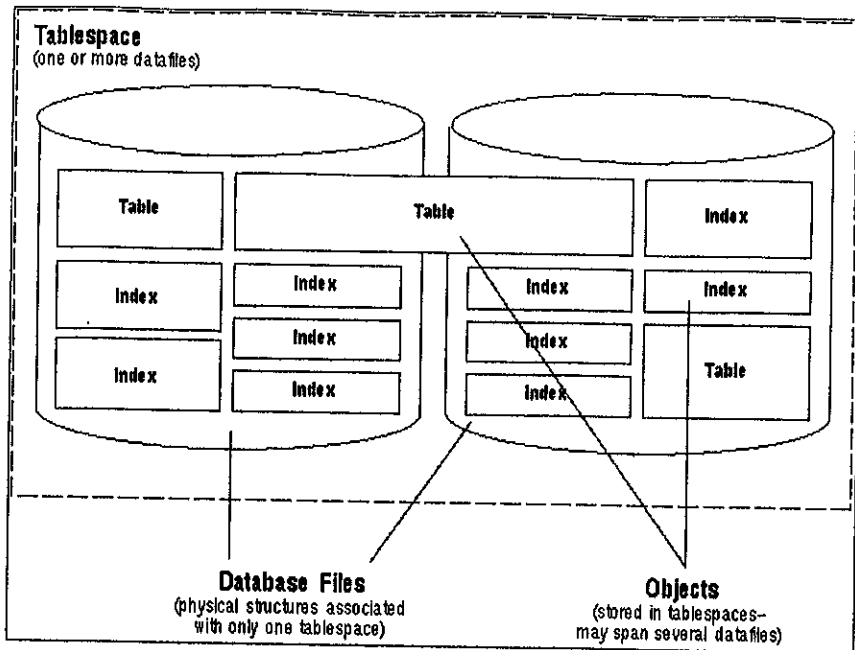 Tablespace
(one or more datafiles)
Table
Table
Index
Index
Index
Index
Index
Index
Index
Index
Index
Table
Index
Index
Database Files
(physical structures associated
with only one tablespace)
Objects
(stored in tablespaces–
may span several datafiles)